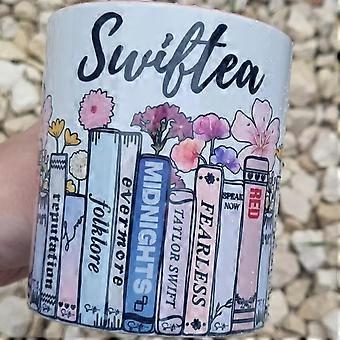 Swiftea
reputation
folklore
evermore
MIDNIGHTS
TAYLOR SWIFT
FEARLESS
SPEAK
NOW
RED